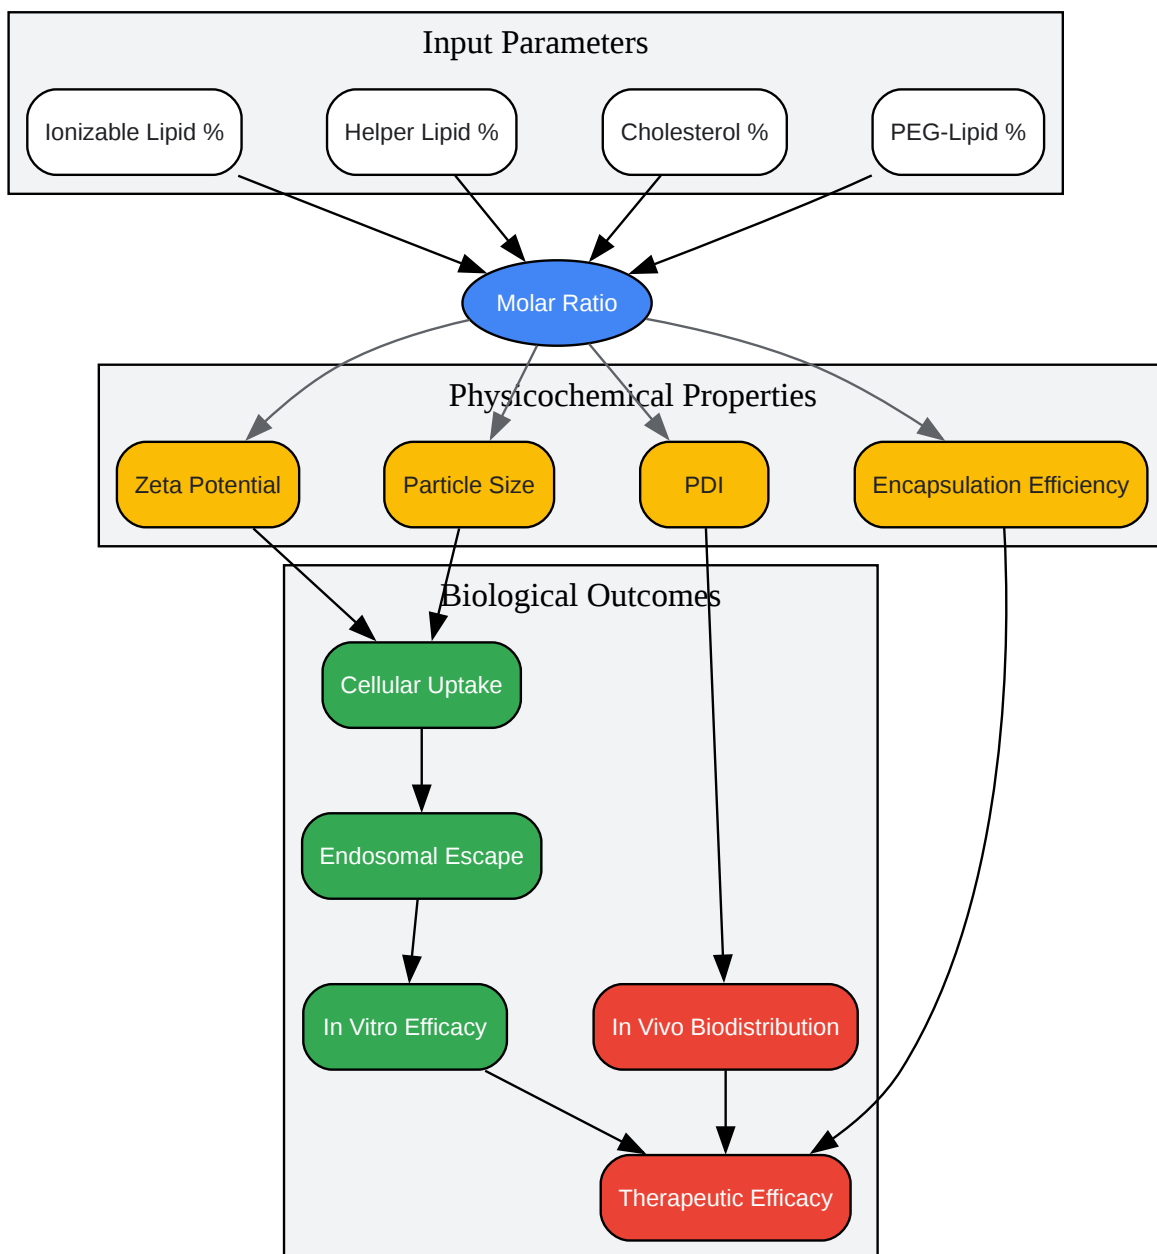 Input Parameters
Ionizable Lipid %
Helper Lipid %
Cholesterol %
PEG-Lipid %
Molar Ratio
Physicochemical Properties
Zeta Potential
Particle Size
PDI
Encapsulation Efficiency
Biological Outcomes
Cellular Uptake
Endosomal Escape
In Vitro Efficacy
In Vivo Biodistribution
Therapeutic Efficacy